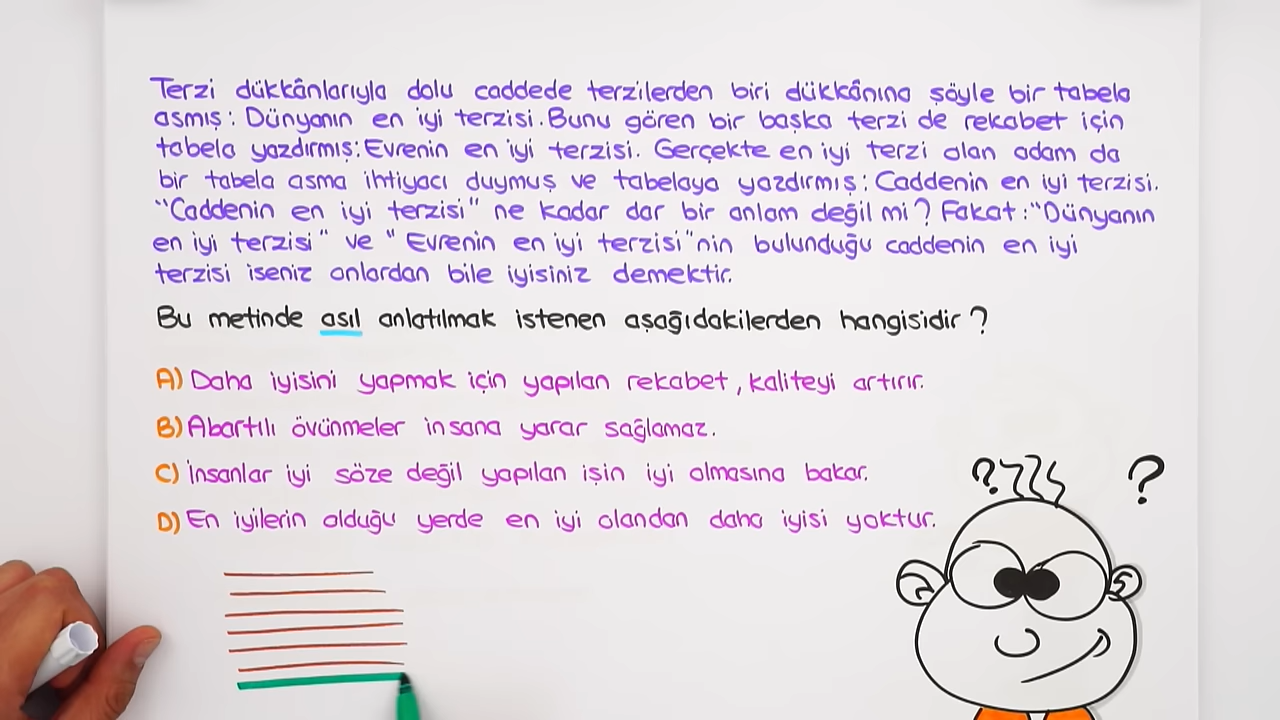 Terzi dükkânlarıyla dolu caddede terzilerden biri dükkânına şöyle bir tabela
asmış: Dünyanın en iyi terzisi. Bunu gören bir başka terzi de rekabet için
tabela yazdırmış: Evrenin en iyi terzisi. Gerçekte en iyi terzi olan adam da
bir tabela asma ihtiyacı duymuş ve tabelaya yazdırmış: Caddenin en iyi terzisi.
"Caddenin en iyi terzisi" ne kadar dar bir anlam değil mi? Fakat: "Dünyanın
en iyi terzisi" ve "Evrenin en iyi terzisi"nin bulunduğu caddenin en iyi
terzisi iseniz onlardan bile iyisiniz demektir.
Bu metinde asıl anlatılmak istenen aşağıdakilerden hangisidir?
A) Daha iyisini yapmak için yapılan rekabet, kaliteyi artırır.
B) Abartılı övünmeler insana yarar sağlamaz.
C) İnsanlar iyi söze değil yapılan işin iyi olmasına bakar.
D) En iyilerin olduğu yerde en iyi olandan daha iyisi yoktur.
? ?